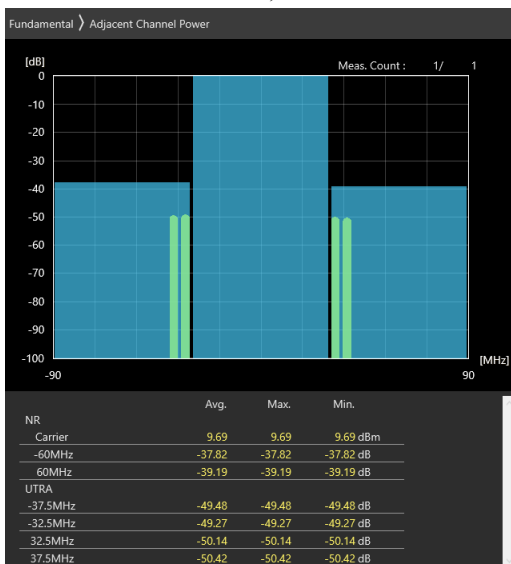 Fundamental 〉 Adjacent Channel Power
[dB]
Meas. Count : 1/ 1
0
-10
-20
-30
-40
-50
-60
-70
-80
-90
-100
[MHz]
-90 90
Avg. Max. Min.
NR
Carrier 9.69 9.69 9.69 dBm
-60MHz -37.82 -37.82 -37.82 dB
60MHz -39.19 -39.19 -39.19 dB
UTRA
-37.5MHz -49.48 -49.48 -49.48 dB
-32.5MHz -49.27 -49.27 -49.27 dB
32.5MHz -50.14 -50.14 -50.14 dB
37.5MHz -50.42 -50.42 -50.42 dB